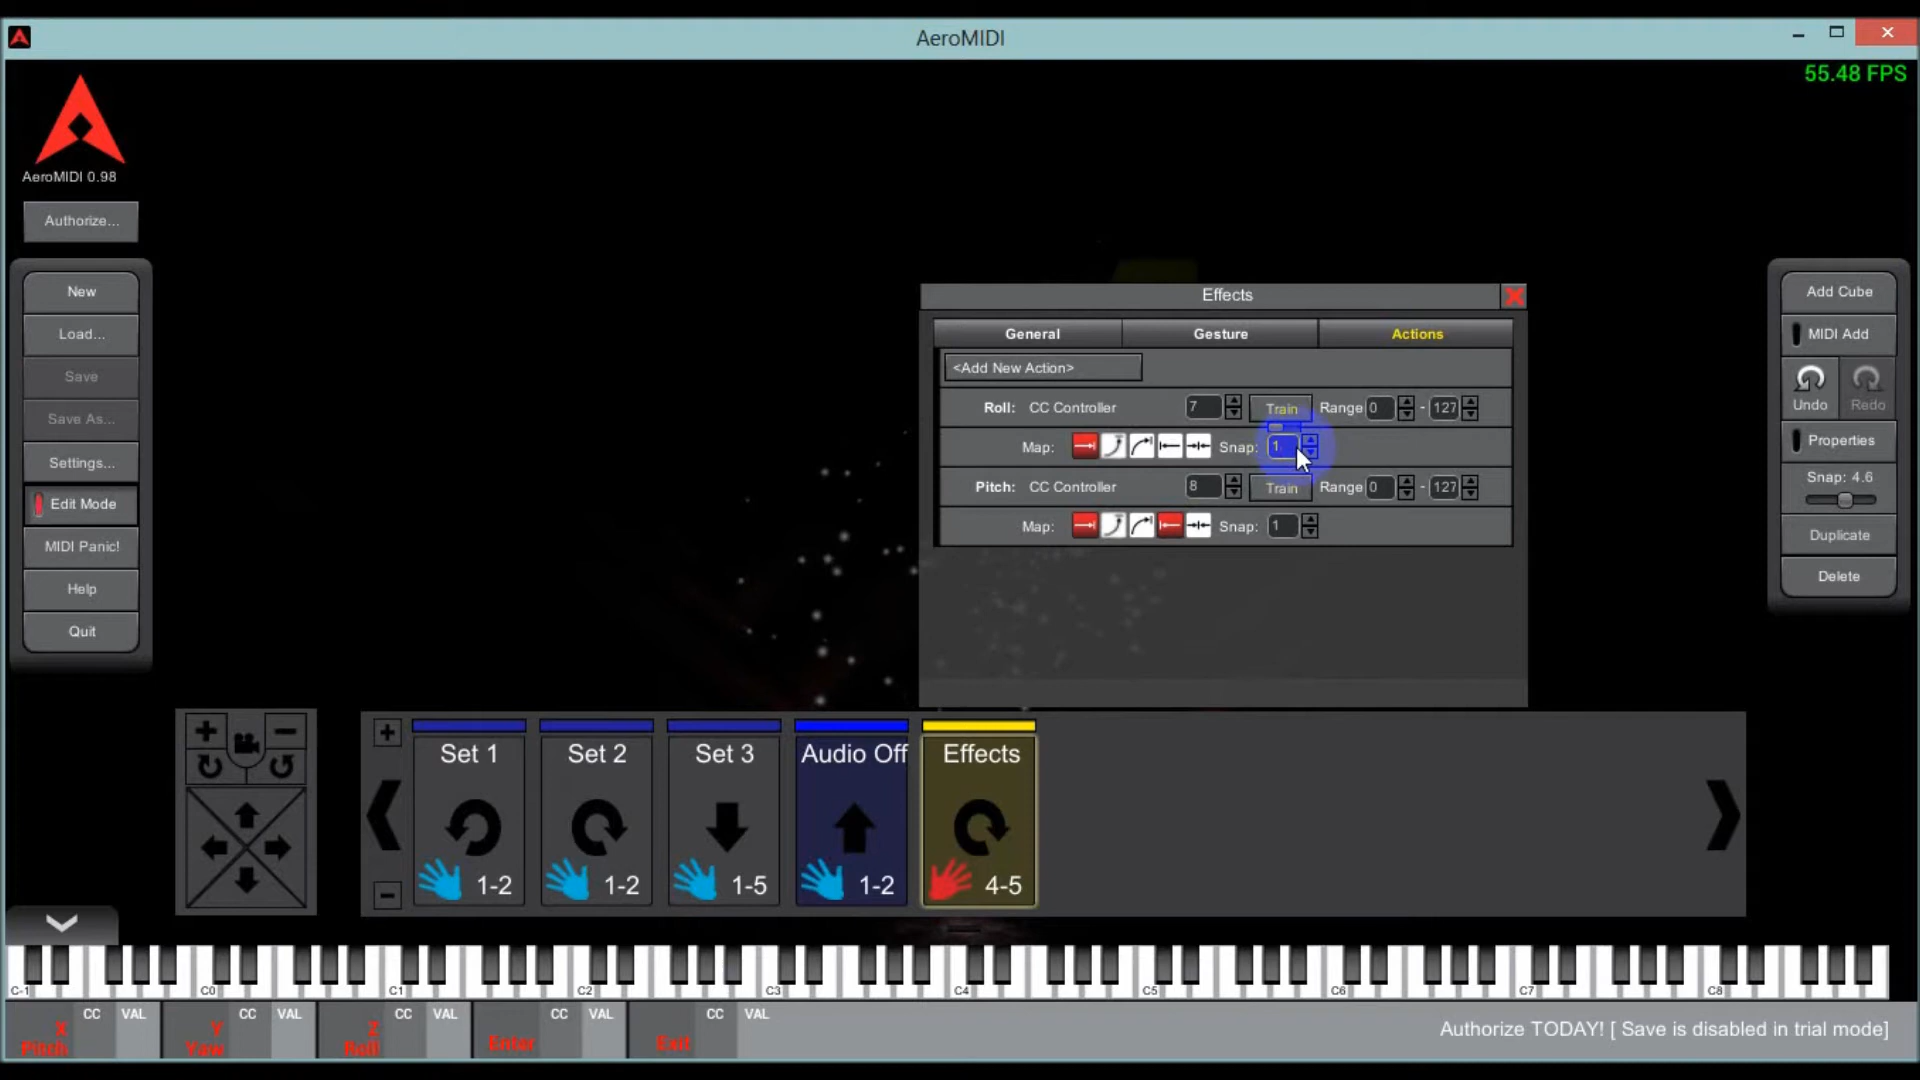 AeroMIDI
55.48 FPS
AeroMIDI 0.98
Authorize...
New
Load...
Save
Save As...
Settings...
Edit Mode
MIDI Panic!
Help
Quit
Effects
General Gesture Actions
<Add New Action>
Roll: CC Controller 7 Train Range 0 - 127
Map: Snap: 1
Pitch: CC Controller 8 Train Range 0 - 127
Map: Snap: 1
Add Cube
MIDI Add
Undo Redo
Properties
Snap: 4.6
Duplicate
Delete
Set 1 Set 2 Set 3 Audio Off Effects
1-2 1-2 1-5 1-2 4-5
C-1 C0 C1 C2 C3 C4 C5 C6 C7 C8
X CC VAL Y CC VAL Z CC VAL CC VAL CC VAL
Pitch Yaw Roll Enter Exit
Authorize TODAY! [ Save is disabled in trial mode]